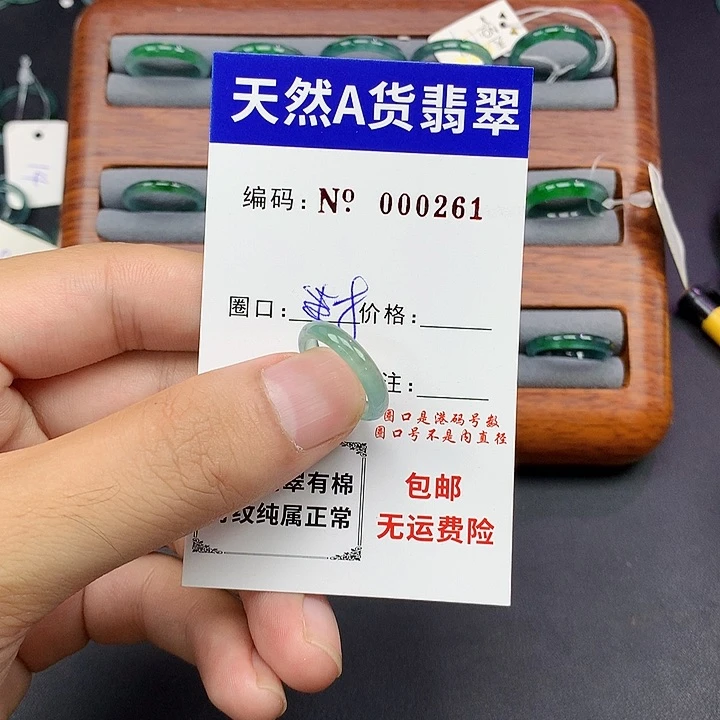 天然A货翡翠
编码: Nº 000261
圈口: 价格:
注:
圈口是港码号数
圈口号不是内直径
翠有棉
纹纯属正常
包邮
无运费险